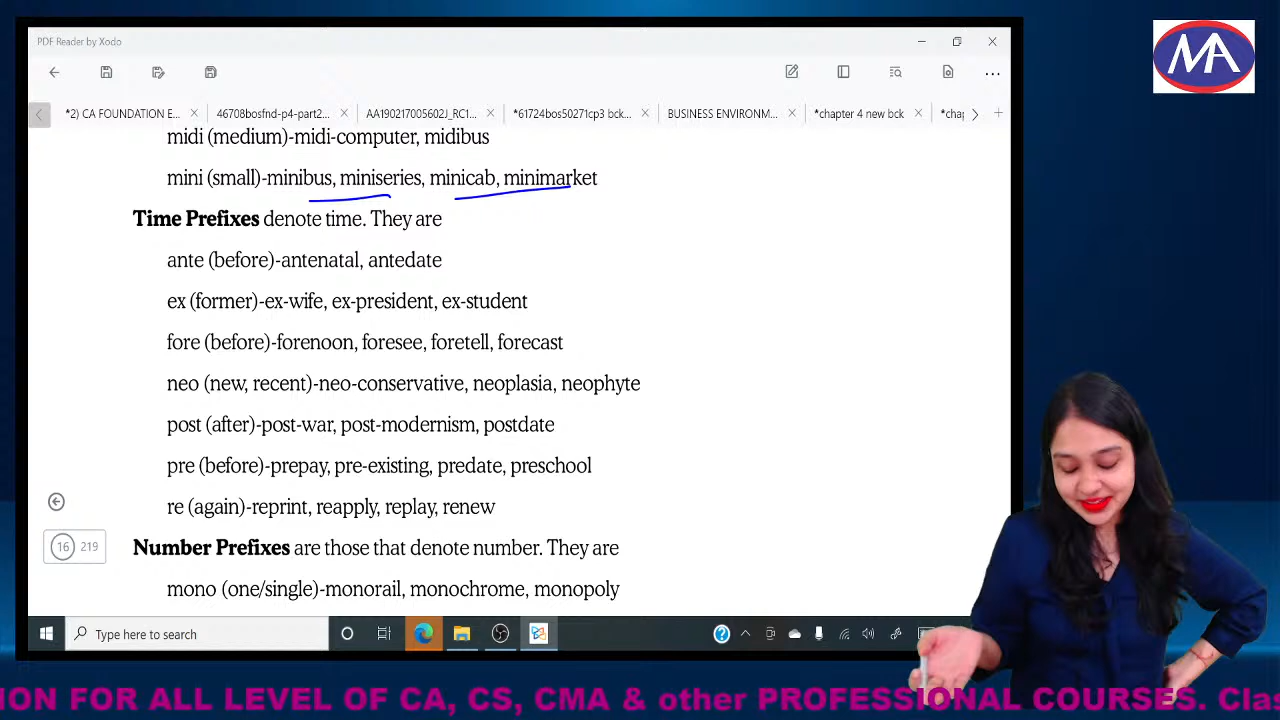 PDF Reader by Xodo
MA
*2) CA FOUNDATION E... 46708bosfnd-p4-part2... AA190217005602J_RC1... *61724bos50271cp3 bck... BUSINESS ENVIRONM... *chapter 4 new bck *chap
midi (medium)-midi-computer, midibus
mini (small)-minibus, miniseries, minicab, minimarket
Time Prefixes denote time. They are
ante (before)-antenatal, antedate
ex (former)-ex-wife, ex-president, ex-student
fore (before)-forenoon, foresee, foretell, forecast
neo (new, recent)-neo-conservative, neoplasia, neophyte
post (after)-post-war, post-modernism, postdate
pre (before)-prepay, pre-existing, predate, preschool
re (again)-reprint, reapply, replay, renew
16 219
Number Prefixes are those that denote number. They are
mono (one/single)-monorail, monochrome, monopoly
Type here to search
ION FOR ALL LEVEL OF CA, CS, CMA & other PROFESSIONAL COURSES. Clas